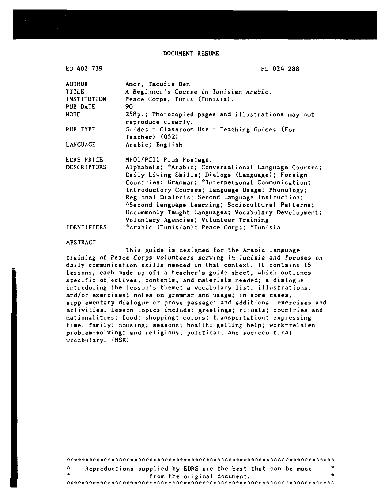 DOCUMENT RESUME
ED 402 739 FL 024 288
AUTHOR Amor, Taoufik Ben
TITLE A Beginner's Course in Tunisian Arabic.
INSTITUTION Peace Corps, Tunis (Tunisia).
PUB DATE 90
NOTE 258p.; Photocopied pages and illustrations may not
reproduce clearly.
PUB TYPE Guides - Classroom Use - Teaching Guides (For
Teacher) (052)
LANGUAGE Arabic; English
EDRS PRICE MF01/PC11 Plus Postage.
DESCRIPTORS Alphabets; *Arabic; Conversational Language Courses;
Daily Living Skills; Dialogs (Language); Foreign
Countries; Grammar; *Interpersonal Communication;
Introductory Courses; Language Usage; Phonology;
Regional Dialects; Second Language Instruction;
*Second Language Learning; Sociocultural Patterns;
Uncommonly Taught Languages; Vocabulary Development;
Voluntary Agencies; Volunteer Training
IDENTIFIERS *Arabic (Tunisian); Peace Corps; *Tunisia
ABSTRACT
This guide is designed for the Arabic language
training of Peace Corps volunteers serving in Tunisia and focuses on
daily communication skills needed in that context. It contains 15
lessons, each made up of: a teacher's guide sheet, which outlines
specific objectives, contents, and materials needed; a dialogue
introducing the lesson's theme; a vocabulary list; illustrations,
and/or exercises; notes on grammar and usage; in some cases,
supplementary dialogue or prose passage; and additional exercises and
activities. Lesson topics include: greetings; rituals; countries and
nationalities; food; shopping; colors; transportation; expressing
time; family; housing; seasons; health; getting help; work-related
problem-solving; and religious, political, and socio-cultural
vocabulary. (MSE)
* Reproductions supplied by EDRS are the best that can be made *
* from the original document. *